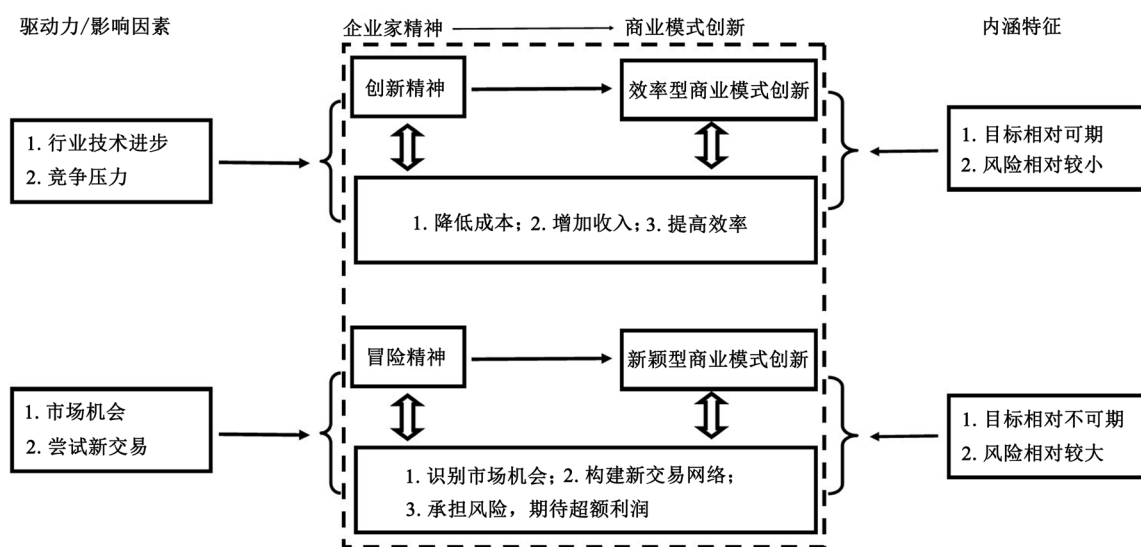 驱动力/影响因素
企业家精神
商业模式创新
内涵特征
创新精神
效率型商业模式创新
1. 行业技术进步
2. 竞争压力
1. 目标相对可期
2. 风险相对较小
1. 降低成本；2. 增加收入；3. 提高效率
冒险精神
新颖型商业模式创新
1. 市场机会
2. 尝试新交易
1. 目标相对不可期
2. 风险相对较大
1. 识别市场机会；2. 构建新交易网络；
3. 承担风险，期待超额利润